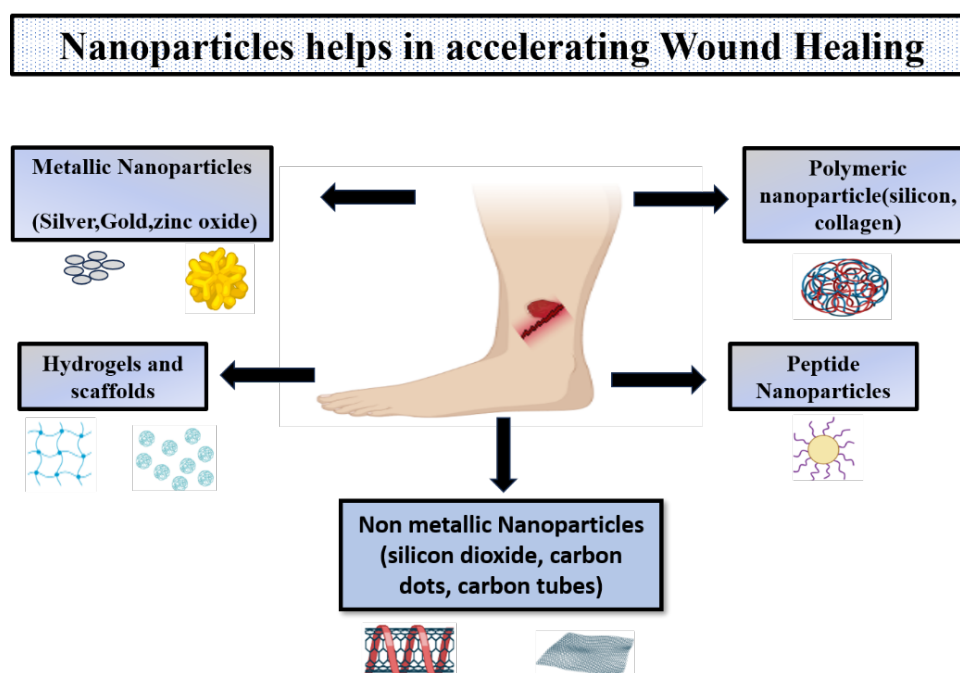 Nanoparticles helps in accelerating Wound Healing
Metallic Nanoparticles
(Silver,Gold,zinc oxide)
Polymeric
nanoparticle(silicon,
collagen)
Hydrogels and
scaffolds
Peptide
Nanoparticles
Non metallic Nanoparticles
(silicon dioxide, carbon
dots, carbon tubes)